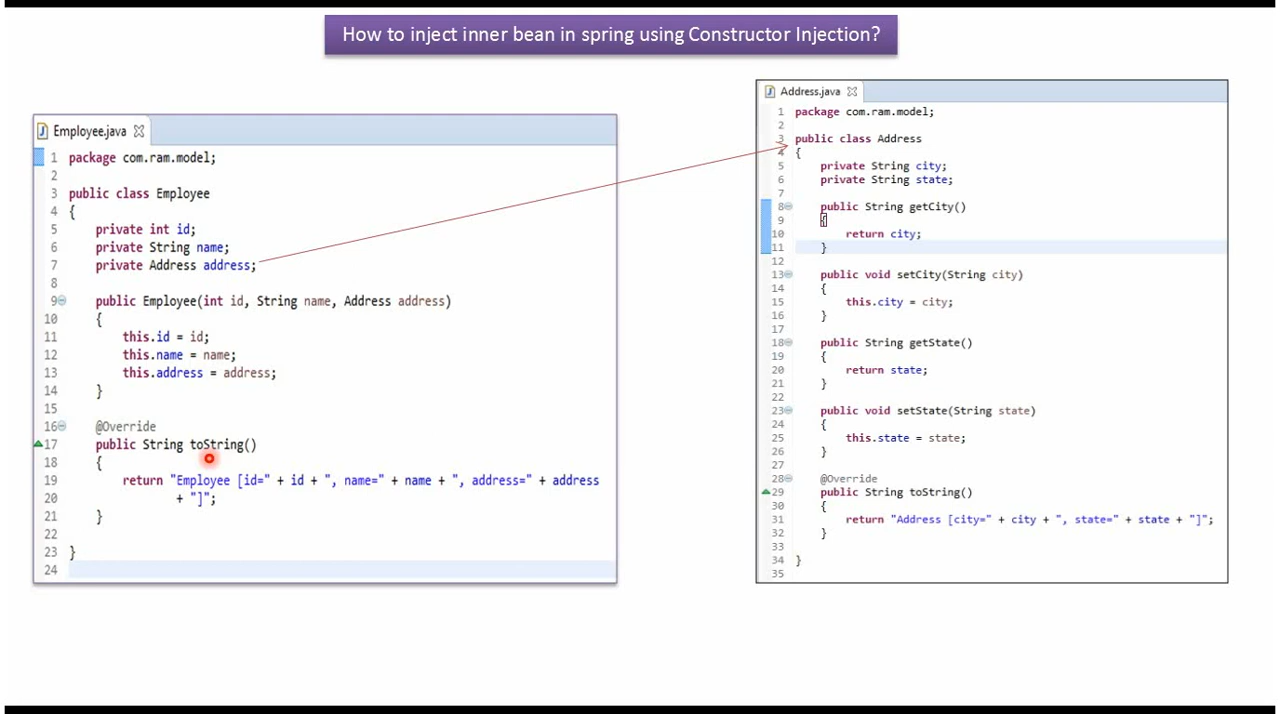 How to inject inner bean in spring using Constructor Injection?
Employee.java
1 package com.ram.model;
2
3 public class Employee
4 {
5 private int id;
6 private String name;
7 private Address address;
8
9 public Employee(int id, String name, Address address)
10 {
11 this.id = id;
12 this.name = name;
13 this.address = address;
14 }
15
16 @Override
17 public String toString()
18 {
19 return "Employee [id=" + id + ", name=" + name + ", address=" + address
20 + "]";
21 }
22
23 }
24
Address.java
1 package com.ram.model;
2
3 public class Address
4 {
5 private String city;
6 private String state;
7
8 public String getCity()
9 {
10 return city;
11 }
12
13 public void setCity(String city)
14 {
15 this.city = city;
16 }
17
18 public String getState()
19 {
20 return state;
21 }
22
23 public void setState(String state)
24 {
25 this.state = state;
26 }
27
28 @Override
29 public String toString()
30 {
31 return "Address [city=" + city + ", state=" + state + "]";
32 }
33
34 }
35